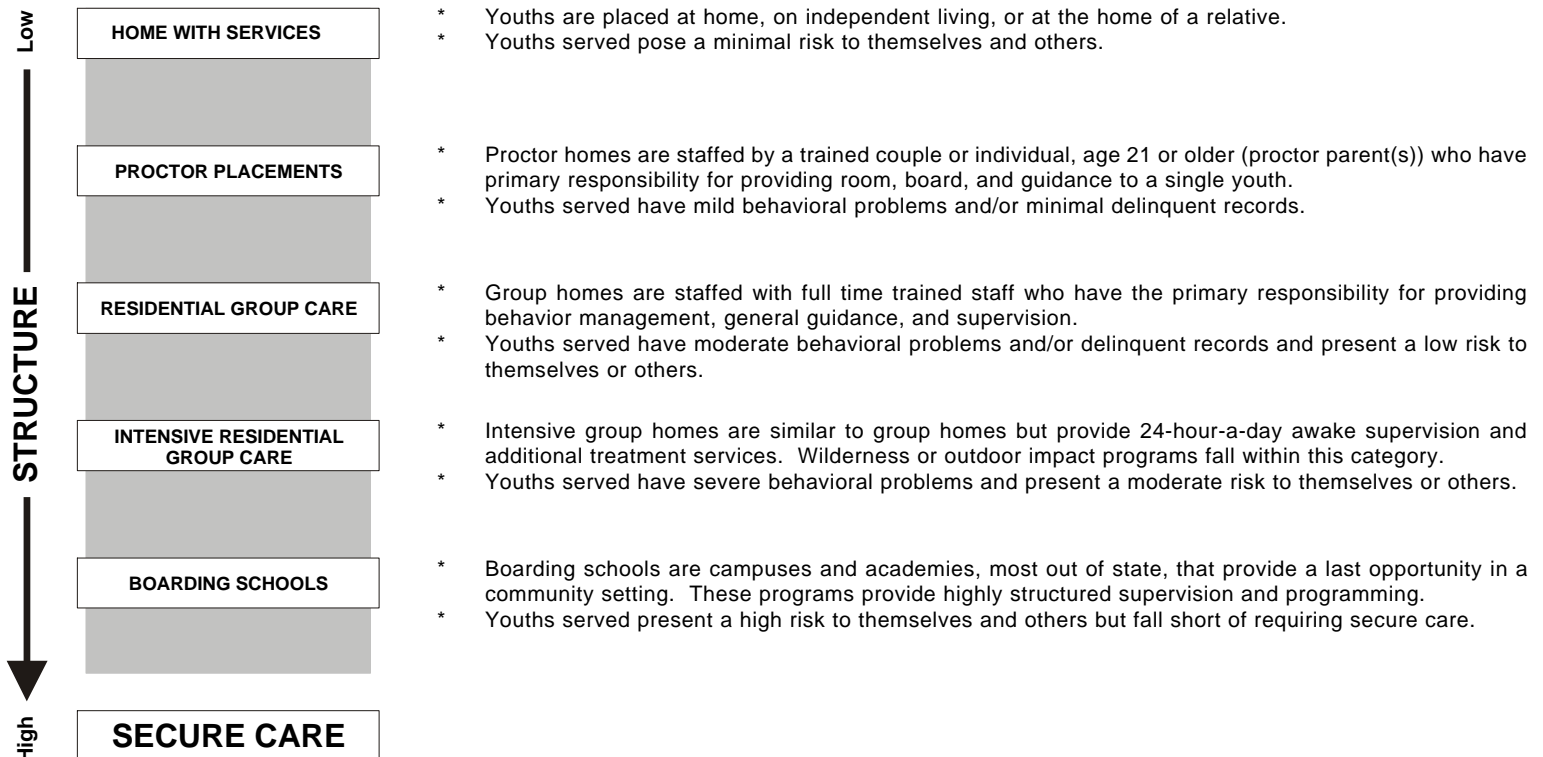 Low
STRUCTURE
High
HOME WITH SERVICES
* Youths are placed at home, on independent living, or at the home of a relative.
* Youths served pose a minimal risk to themselves and others.
PROCTOR PLACEMENTS
* Proctor homes are staffed by a trained couple or individual, age 21 or older (proctor parent(s)) who have
primary responsibility for providing room, board, and guidance to a single youth.
* Youths served have mild behavioral problems and/or minimal delinquent records.
RESIDENTIAL GROUP CARE
* Group homes are staffed with full time trained staff who have the primary responsibility for providing
behavior management, general guidance, and supervision.
* Youths served have moderate behavioral problems and/or delinquent records and present a low risk to
themselves or others.
INTENSIVE RESIDENTIAL
GROUP CARE
* Intensive group homes are similar to group homes but provide 24-hour-a-day awake supervision and
additional treatment services. Wilderness or outdoor impact programs fall within this category.
* Youths served have severe behavioral problems and present a moderate risk to themselves or others.
BOARDING SCHOOLS
* Boarding schools are campuses and academies, most out of state, that provide a last opportunity in a
community setting. These programs provide highly structured supervision and programming.
* Youths served present a high risk to themselves and others but fall short of requiring secure care.
SECURE CARE